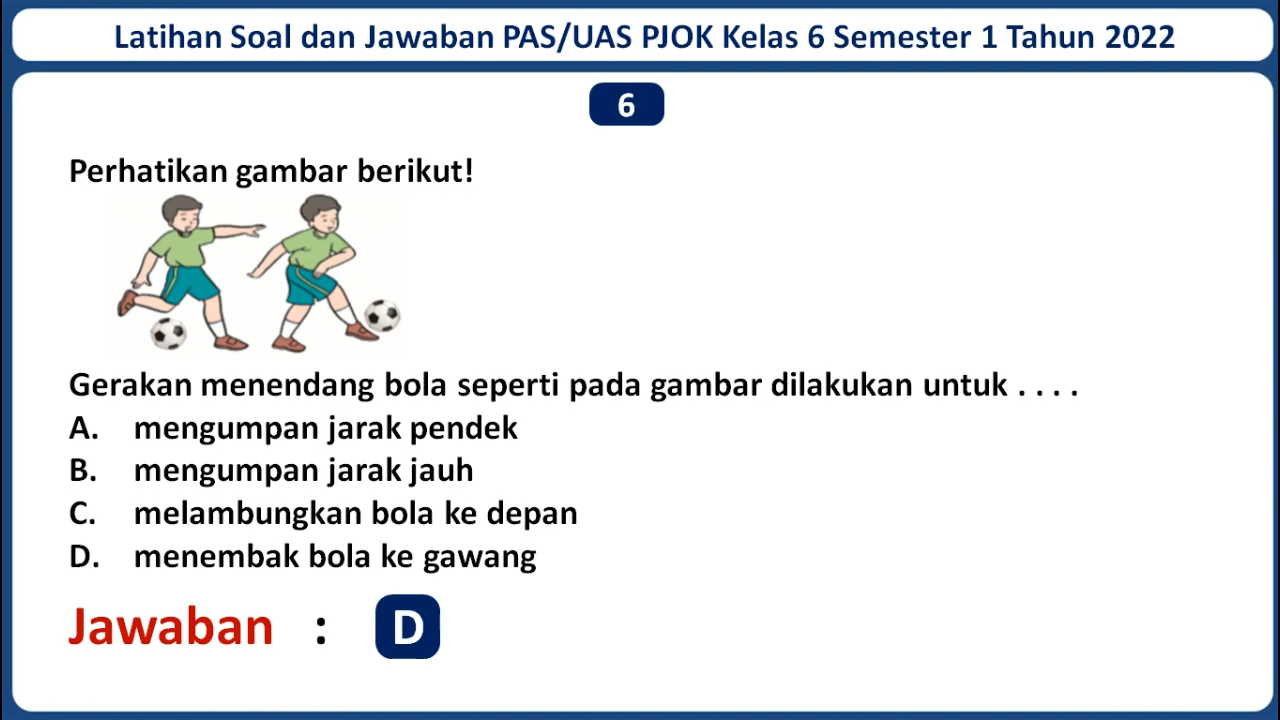 Latihan Soal dan Jawaban PAS/UAS PJOK Kelas 6 Semester 1 Tahun 2022
6
Perhatikan gambar berikut!
Gerakan menendang bola seperti pada gambar dilakukan untuk . . . .
A. mengumpan jarak pendek
B. mengumpan jarak jauh
C. melambungkan bola ke depan
D. menembak bola ke gawang
Jawaban : D